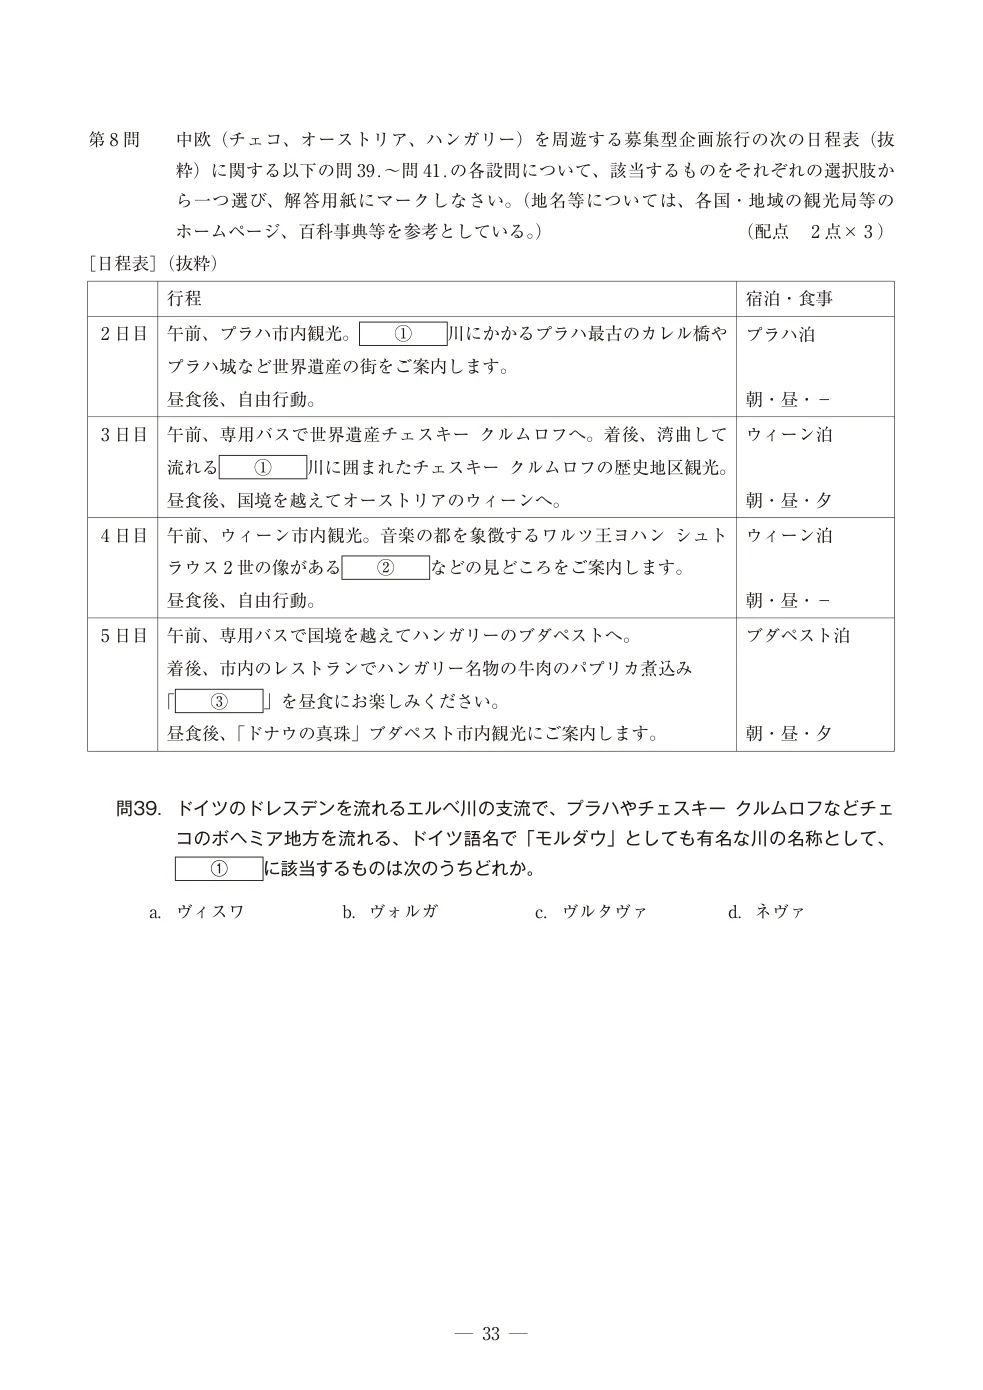 第8問　中欧（チェコ、オーストリア、ハンガリー）を周遊する募集型企画旅行の次の日程表（抜
粋）に関する以下の問39.～問41.の各設問について、該当するものをそれぞれの選択肢か
ら一つ選び、解答用紙にマークしなさい。（地名等については、各国・地域の観光局等の
ホームページ、百科事典等を参考としている。）　（配点　2点×3）
［日程表］（抜粋）
行程　宿泊・食事
2日目　午前、プラハ市内観光。①川にかかるプラハ最古のカレル橋や　プラハ泊
プラハ城など世界遺産の街をご案内します。
昼食後、自由行動。　朝・昼・－
3日目　午前、専用バスで世界遺産チェスキー クルムロフへ。着後、湾曲して　ウィーン泊
流れる①川に囲まれたチェスキー クルムロフの歴史地区観光。
昼食後、国境を越えてオーストリアのウィーンへ。　朝・昼・夕
4日目　午前、ウィーン市内観光。音楽の都を象徴するワルツ王ヨハン シュト　ウィーン泊
ラウス2世の像がある②などの見どころをご案内します。
昼食後、自由行動。　朝・昼・－
5日目　午前、専用バスで国境を越えてハンガリーのブダペストへ。　ブダペスト泊
着後、市内のレストランでハンガリー名物の牛肉のパプリカ煮込み
「③」を昼食にお楽しみください。
昼食後、「ドナウの真珠」ブダペスト市内観光にご案内します。　朝・昼・夕
問39. ドイツのドレスデンを流れるエルベ川の支流で、プラハやチェスキー クルムロフなどチェ
コのボヘミア地方を流れる、ドイツ語名で「モルダウ」としても有名な川の名称として、
①に該当するものは次のうちどれか。
a. ヴィスワ　b. ヴォルガ　c. ヴルタヴァ　d. ネヴァ
― 33 ―